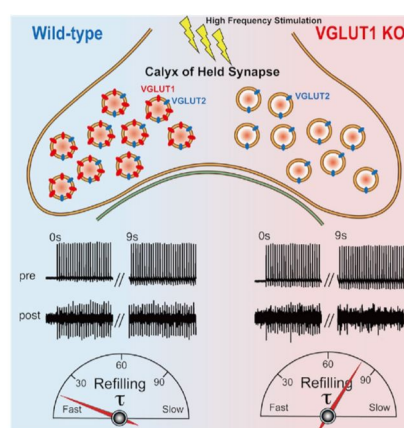 High Frequency Stimulation
Wild-type
VGLUT1 KO
Calyx of Held Synapse
VGLUT1
VGLUT2
VGLUT2
0s
9s
0s
9s
pre
post
60
30
90
Refilling
τ
Fast
Slow
60
30
90
Refilling
τ
Fast
Slow